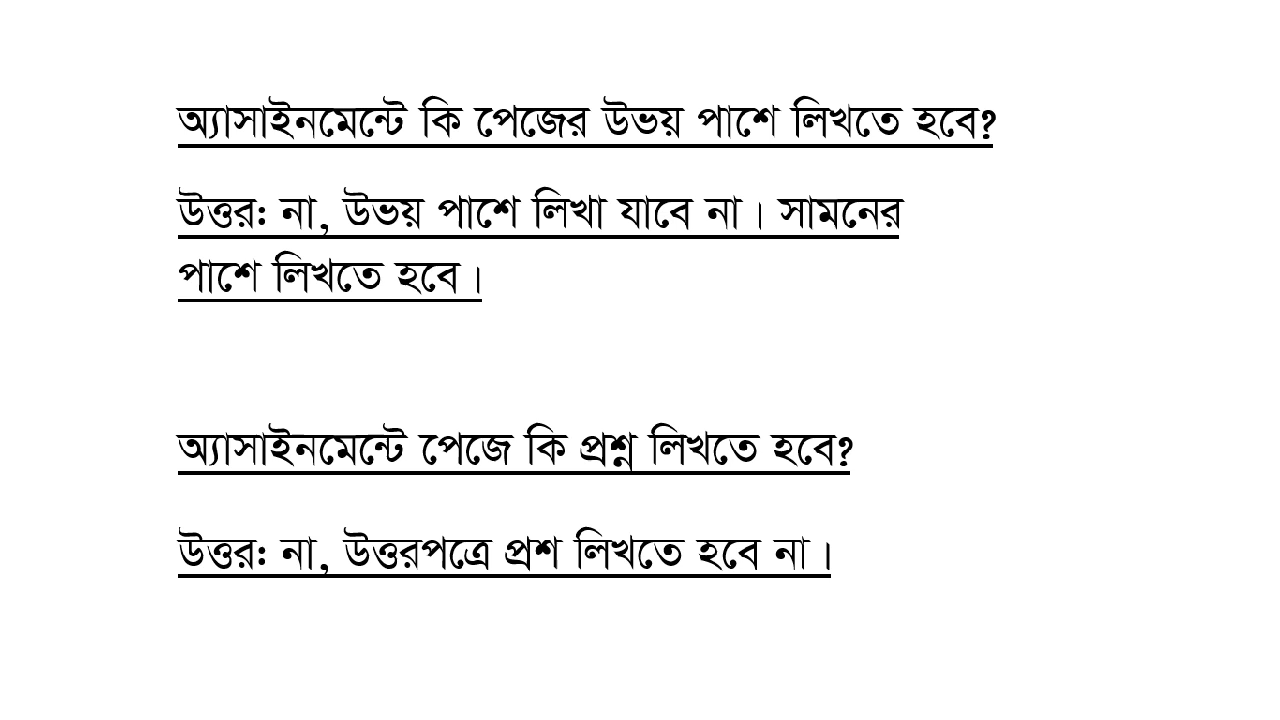 অ্যাসাইনমেন্টে কি পেজের উভয় পাশে লিখতে হবে?
উত্তর: না, উভয় পাশে লিখা যাবে না। সামনের
পাশে লিখতে হবে।
অ্যাসাইনমেন্টে পেজে কি প্রশ্ন লিখতে হবে?
উত্তর: না, উত্তরপত্রে প্রশ লিখতে হবে না।